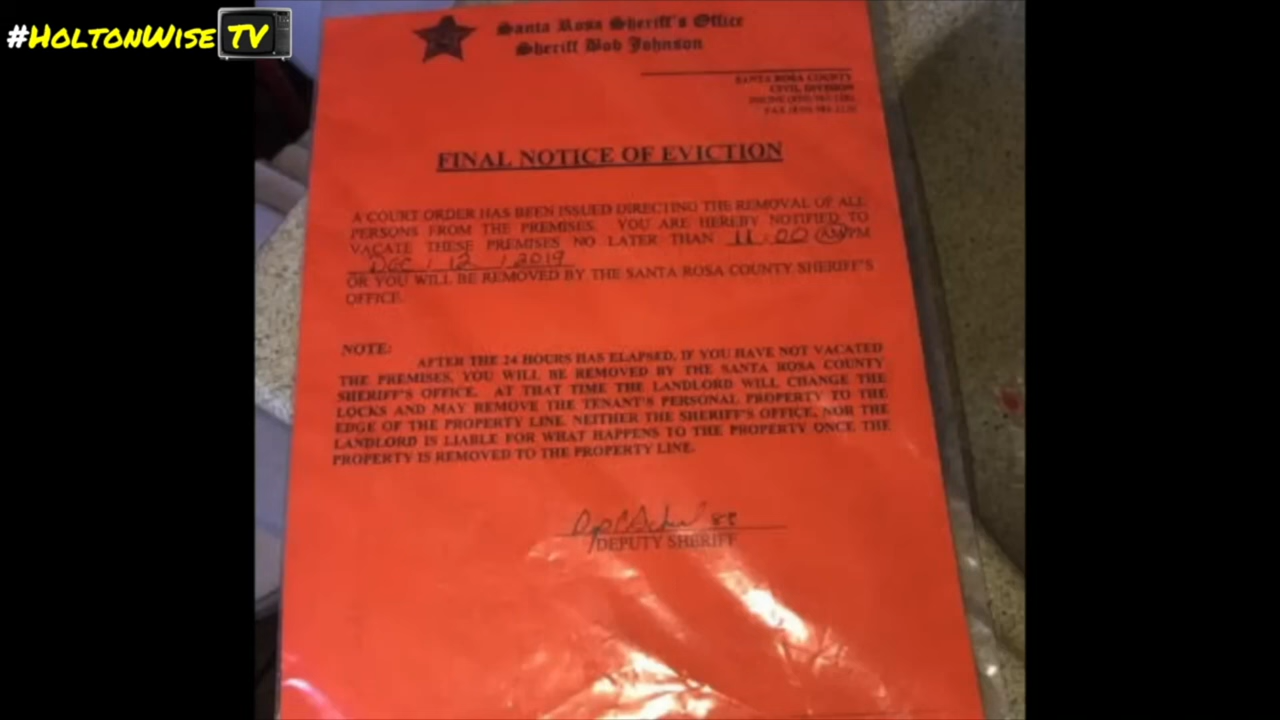 #HOLTONWISE TV
Santa Rosa Sheriff's Office
Sheriff Bob Johnson
SANTA ROSA COUNTY
CIVIL DIVISION
PHONE (850)
FAX (850)
FINAL NOTICE OF EVICTION
A COURT ORDER HAS BEEN ISSUED DIRECTING THE REMOVAL OF ALL
PERSONS FROM THE PREMISES. YOU ARE HEREBY NOTIFIED TO
VACATE THESE PREMISES NO LATER THAN 11:00 AM/PM
DEC / 12 / 2019
OR YOU WILL BE REMOVED BY THE SANTA ROSA COUNTY SHERIFF'S
OFFICE.
NOTE: AFTER THE 24 HOURS HAS ELAPSED, IF YOU HAVE NOT VACATED
THE PREMISES, YOU WILL BE REMOVED BY THE SANTA ROSA COUNTY
SHERIFF'S OFFICE. AT THAT TIME THE LANDLORD WILL CHANGE THE
LOCKS AND MAY REMOVE THE TENANT'S PERSONAL PROPERTY TO THE
EDGE OF THE PROPERTY LINE. NEITHER THE SHERIFF'S OFFICE, NOR THE
LANDLORD IS LIABLE FOR WHAT HAPPENS TO THE PROPERTY ONCE THE
PROPERTY IS REMOVED TO THE PROPERTY LINE.
DEPUTY SHERIFF